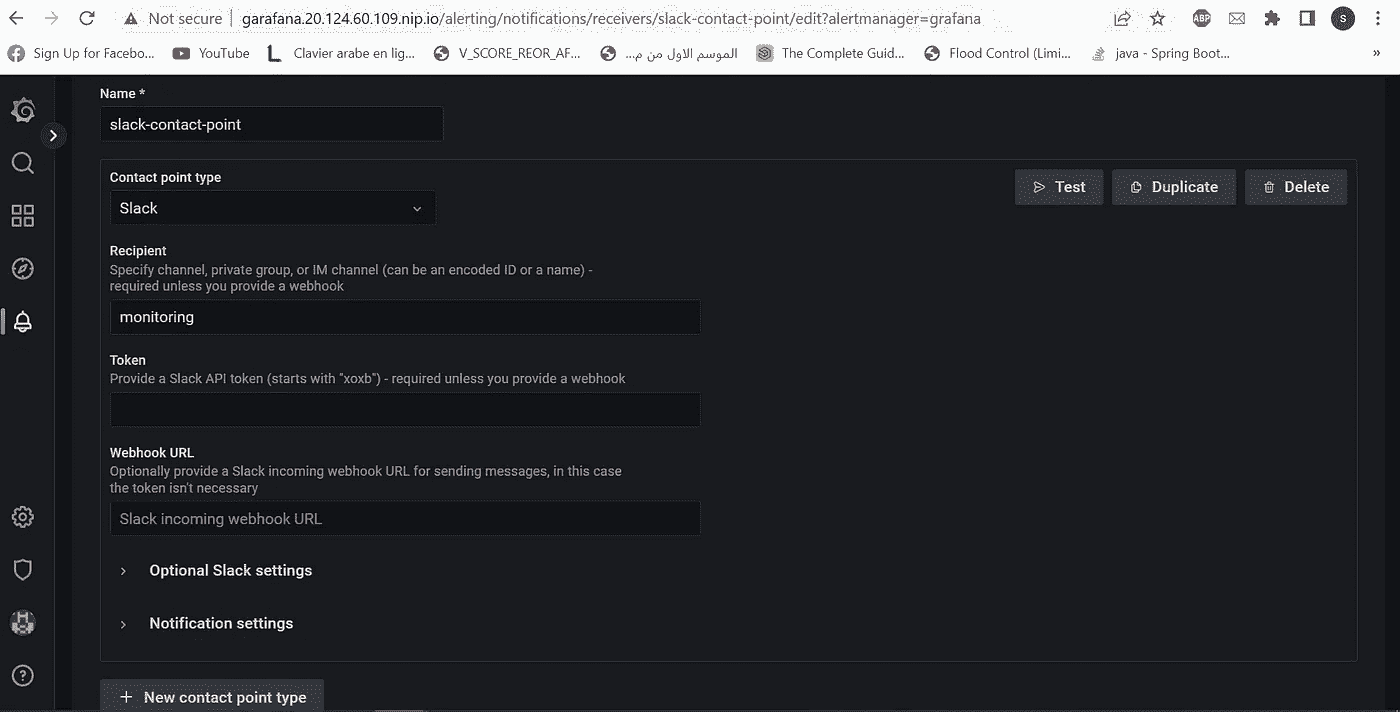 Not secure | garafana.20.124.60.109.nip.io/alerting/notifications/receivers/slack-contact-point/edit?alertmanager=grafana ABP S
Sign Up for Facebo... YouTube Clavier arabe en lig... V_SCORE_REOR_AF... الموسم الاول من م... The Complete Guid... Flood Control (Limi... java - Spring Boot... »
Name *
slack-contact-point
Contact point type
Test Duplicate Delete
Slack
Recipient
Specify channel, private group, or IM channel (can be an encoded ID or a name) -
required unless you provide a webhook
monitoring
Token
Provide a Slack API token (starts with "xoxb") - required unless you provide a webhook
Webhook URL
Optionally provide a Slack incoming webhook URL for sending messages, in this case
the token isn't necessary
Slack incoming webhook URL
Optional Slack settings
Notification settings
New contact point type